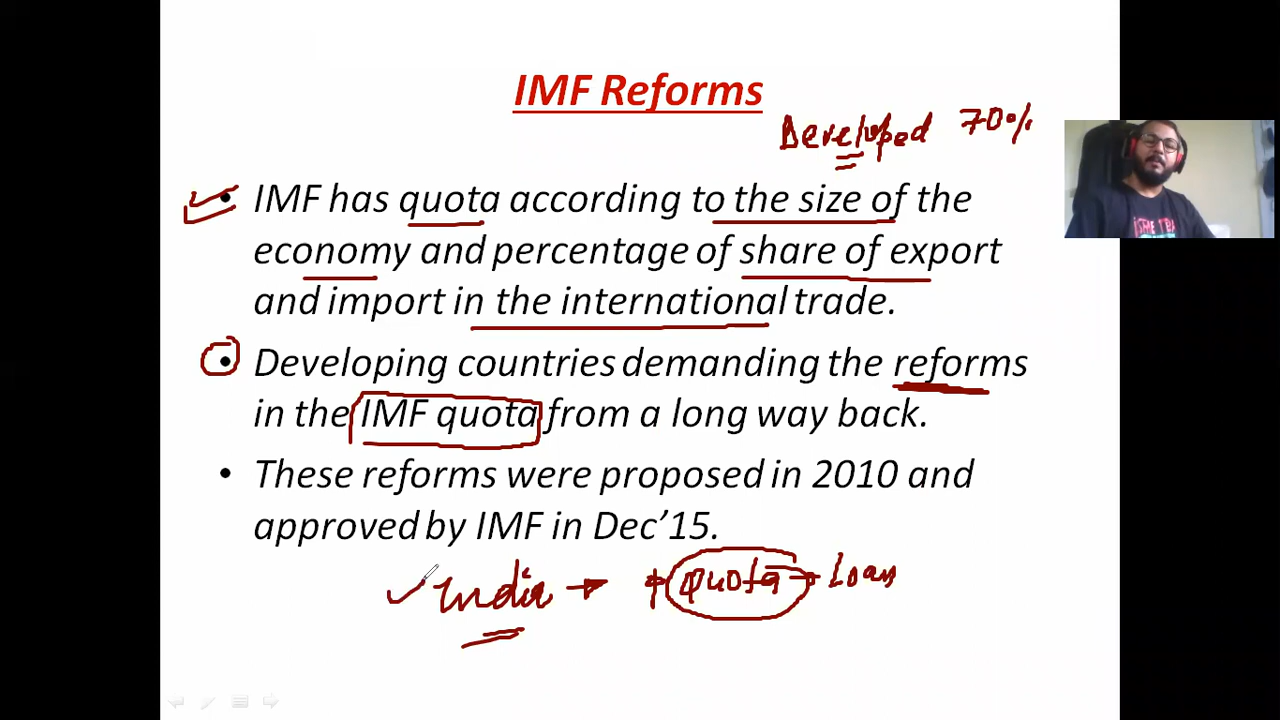 IMF Reforms
Developed 70%
• IMF has quota according to the size of the
economy and percentage of share of export
and import in the international trade.
• Developing countries demanding the reforms
in the IMF quota from a long way back.
• These reforms were proposed in 2010 and
approved by IMF in Dec’15.
India → ↑ quota → Loan